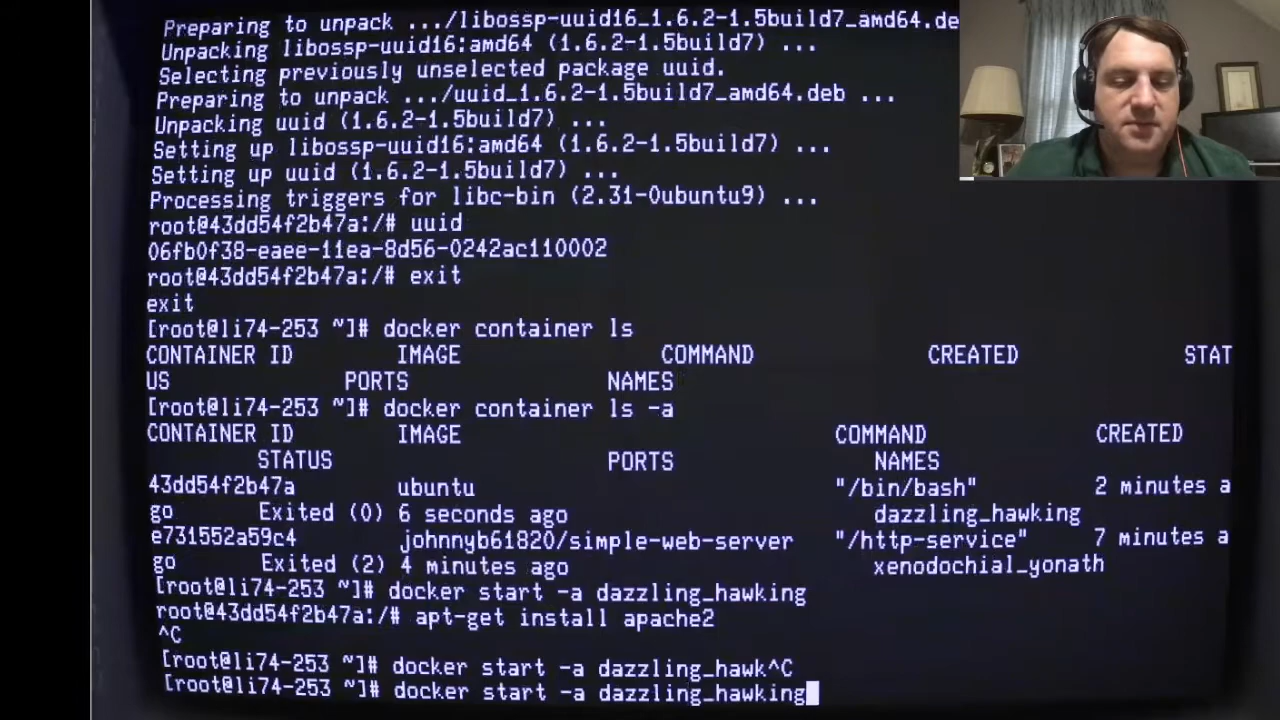 Preparing to unpack .../libossp-uuid16_1.6.2-1.5build7_amd64.de
Unpacking libossp-uuid16:amd64 (1.6.2-1.5build7) ...
Selecting previously unselected package uuid.
Preparing to unpack .../uuid_1.6.2-1.5build7_amd64.deb ...
Unpacking uuid (1.6.2-1.5build7) ...
Setting up libossp-uuid16:amd64 (1.6.2-1.5build7) ...
Setting up uuid (1.6.2-1.5build7) ...
Processing triggers for libc-bin (2.31-0ubuntu9) ...
root@43dd54f2b47a:/# uuid
06fb0f38-eaee-11ea-8d56-0242ac110002
root@43dd54f2b47a:/# exit
exit
[root@li74-253 ~]# docker container ls
CONTAINER ID IMAGE COMMAND CREATED STAT
US PORTS NAMES
[root@li74-253 ~]# docker container ls -a
CONTAINER ID IMAGE COMMAND CREATED
STATUS PORTS NAMES
43dd54f2b47a ubuntu "/bin/bash" 2 minutes a
go Exited (0) 6 seconds ago dazzling_hawking
e731552a59c4 johnnyb61820/simple-web-server "/http-service" 7 minutes a
go Exited (2) 4 minutes ago xenodochial_yonath
[root@li74-253 ~]# docker start -a dazzling_hawking
root@43dd54f2b47a:/# apt-get install apache2
^C
[root@li74-253 ~]# docker start -a dazzling_hawk^C
[root@li74-253 ~]# docker start -a dazzling_hawking